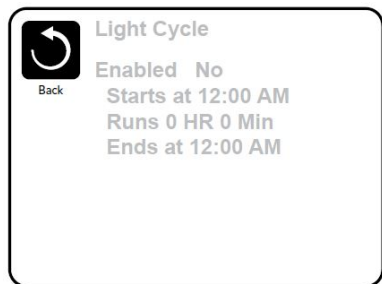 Light Cycle
Enabled No
Back
Starts at 12:00 AM
Runs 0 HR 0 Min
Ends at 12:00 AM